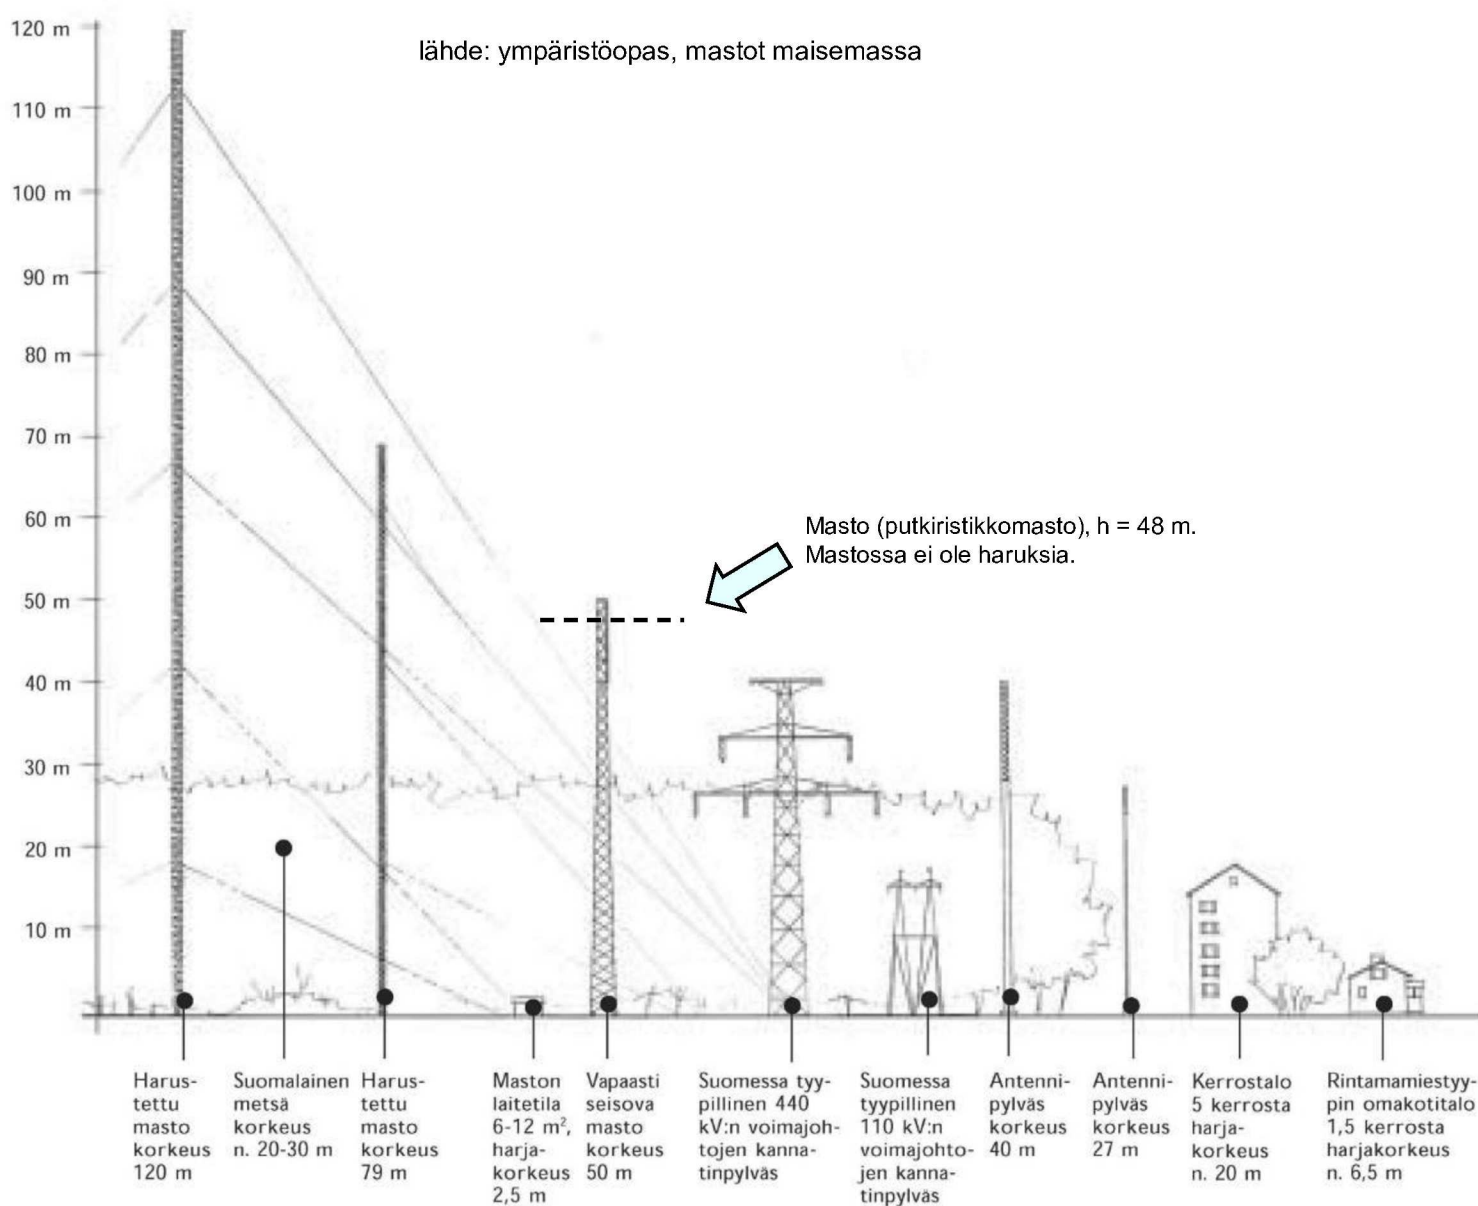 120 m
lähde: ympäristöopas, mastot maisemassa
110 m
100 m
90 m
80 m
70 m
60 m
Masto (putkiristikkomasto), h = 48 m.
Mastossa ei ole haruksia.
50 m
40 m
30 m
20 m
10 m
Harus-
tettu
masto
korkeus
120 m
Suomalainen
metsä
korkeus
n. 20-30 m
Harus-
tettu
masto
korkeus
79 m
Maston
laitetila
6-12 m²,
harja-
korkeus
2,5 m
Vapaasti
seisova
masto
korkeus
50 m
Suomessa tyy-
pillinen 440
kV:n voimajoh-
tojen kanna-
tinpylväs
Suomessa
tyypillinen
110 kV:n
voimajohto-
jen kanna-
tinpylväs
Antenni-
pylväs
korkeus
40 m
Antenni-
pylväs
korkeus
27 m
Kerrostalo
5 kerrosta
harja-
korkeus
n. 20 m
Rintamamiestyy-
pin omakotitalo
1,5 kerrosta
harjakorkeus
n. 6,5 m